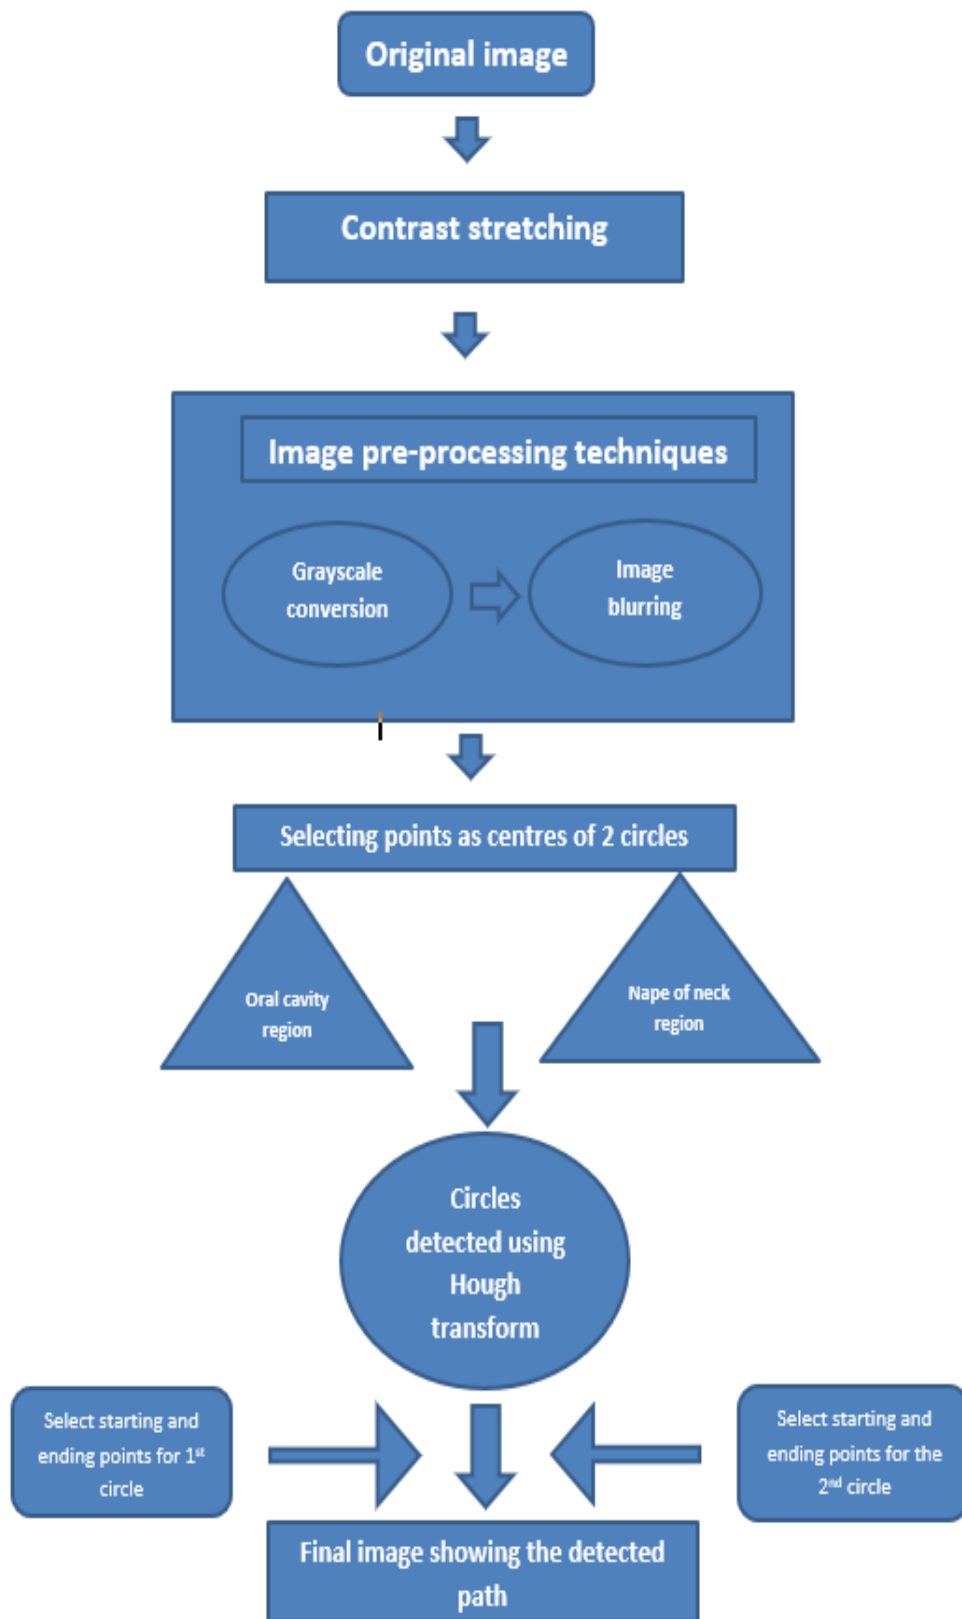 Original image
Contrast stretching
Image pre-processing techniques
Grayscale
conversion
Image
blurring
Selecting points as centres of 2 circles
Oral cavity
region
Nape of neck
region
Circles
detected using
Hough
transform
Select starting and
ending points for 1st
circle
Select starting and
ending points for the
2nd circle
Final image showing the detected
path